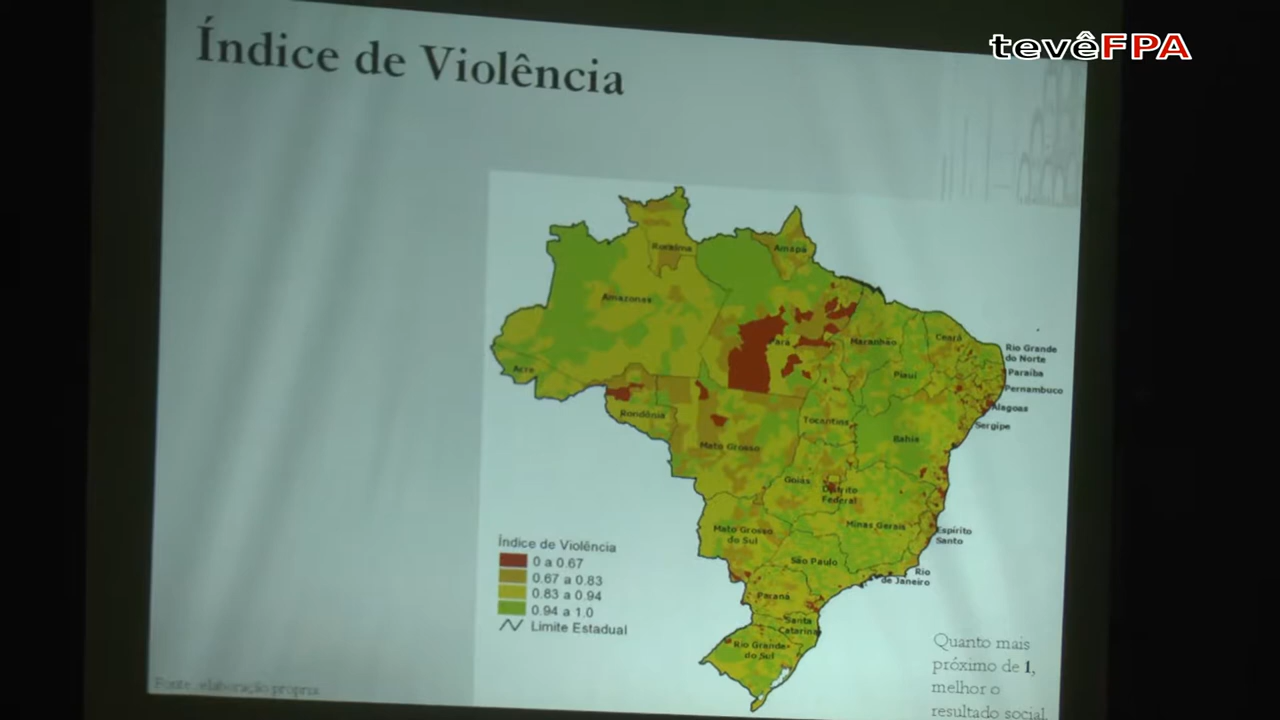 Índice de Violência
tevêFPA
Roraima
Amapá
Amazonas
Pará
Maranhão
Ceará
Rio Grande
do Norte
Acre
Piauí
Paraíba
Pernambuco
Rondônia
Tocantins
Alagoas
Sergipe
Mato Grosso
Bahia
Goiás
Distrito
Federal
Mato Grosso
do Sul
Minas Gerais
Espírito
Santo
São Paulo
Rio
de Janeiro
Paraná
Santa
Catarina
Rio Grande
do Sul
Índice de Violência
0 a 0.67
0.67 a 0.83
0.83 a 0.94
0.94 a 1.0
Limite Estadual
Quanto mais
próximo de 1,
melhor o
resultado social
Fonte: elaboração própria